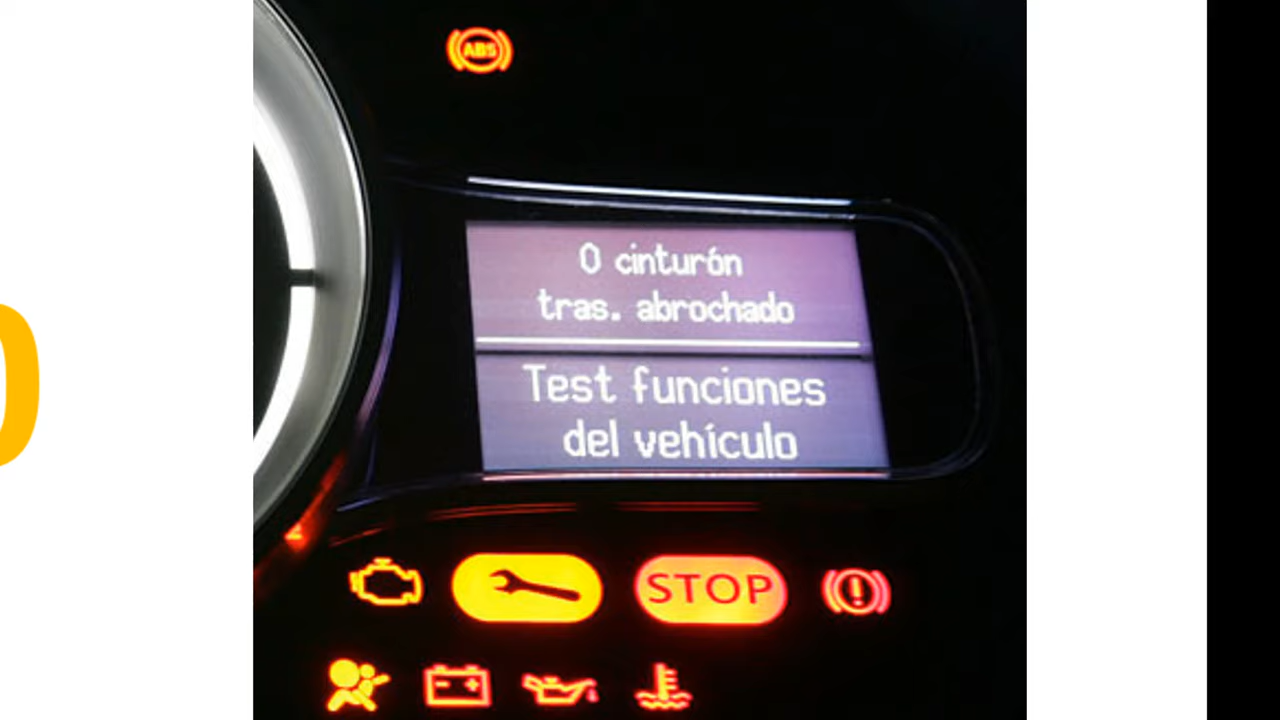 ABS
0 cinturón
tras. abrochado
Test funciones
del vehículo
STOP